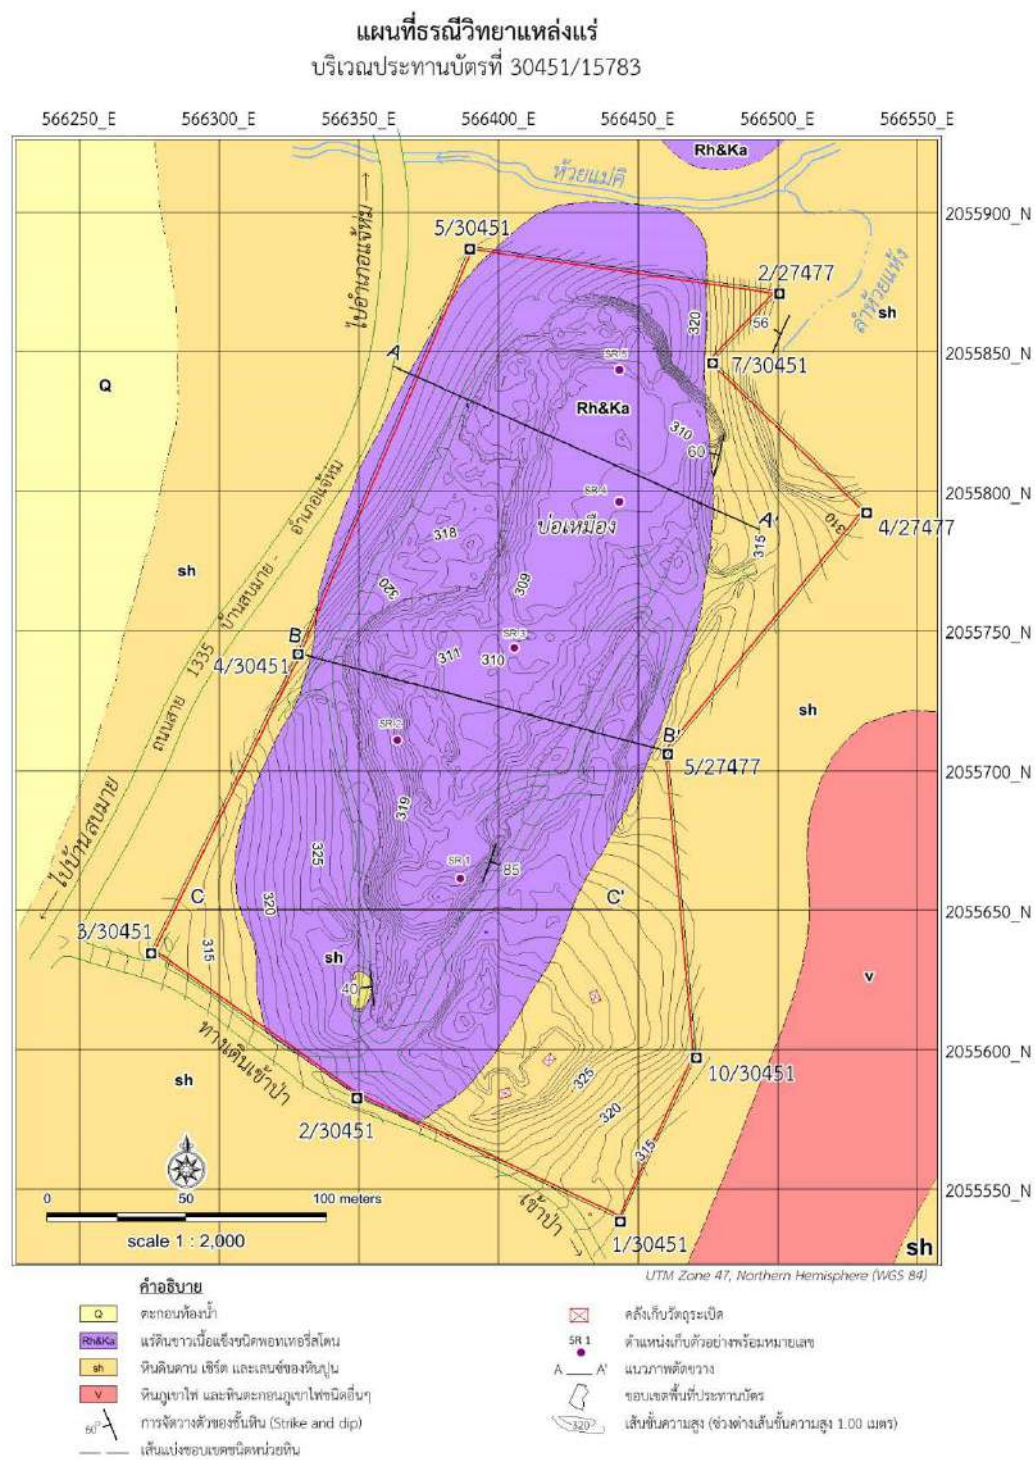 แผนที่ธรณีวิทยาแหล่งแร่
บริเวณประทานบัตรที่ 30451/15783
566250_E 566300_E 566350_E 566400_E 566450_E 566500_E 566550_E
Rh&Ka
ห้วยแม่คิ
2055900_N
5/30451
ไปอำเภอแจ้ห่ม
2/27477
ลำห้วยแห้ง
sh
56
320
2055850_N
A
7/30451
SR.5
Q
Rh&Ka
310
60
อำเภอแจ้ห่ม
2055800_N
SR.4
บ่อเหมือง
A'
315
310
4/27477
318
sh
320
309
ถนนสาย 1335 บ้านสบมาย -
2055750_N
B
4/30451
SR.3
311
310
sh
SR.2
B'
5/27477
2055700_N
319
325
ไปบ้านสบมาย
SR.1
85
C
C'
320
2055650_N
3/30451
315
sh
40
v
ทางเดินเข้าป่า
2055600_N
10/30451
325
sh
320
2/30451
315
0 50 100 meters
scale 1 : 2,000
เข้าป่า
2055550_N
1/30451
sh
UTM Zone 47, Northern Hemisphere (WGS 84)
คำอธิบาย
Q ตะกอนท้องน้ำ
Rh&Ka แร่ดินขาวเนื้อแข็งชนิดพอทเทอรี่สโตน
sh หินดินดาน เชิร์ต และเลนซ์ของหินปูน
V หินภูเขาไฟ และหินตะกอนภูเขาไฟชนิดอื่นๆ
60° การจัดวางตัวของชั้นหิน (Strike and dip)
เส้นแบ่งขอบเขตชนิดหน่วยหิน
คลังเก็บวัตถุระเบิด
SR 1 ตำแหน่งเก็บตัวอย่างพร้อมหมายเลข
A A' แนวภาพตัดขวาง
ขอบเขตพื้นที่ประทานบัตร
320 เส้นชั้นความสูง (ช่วงต่างเส้นชั้นความสูง 1.00 เมตร)